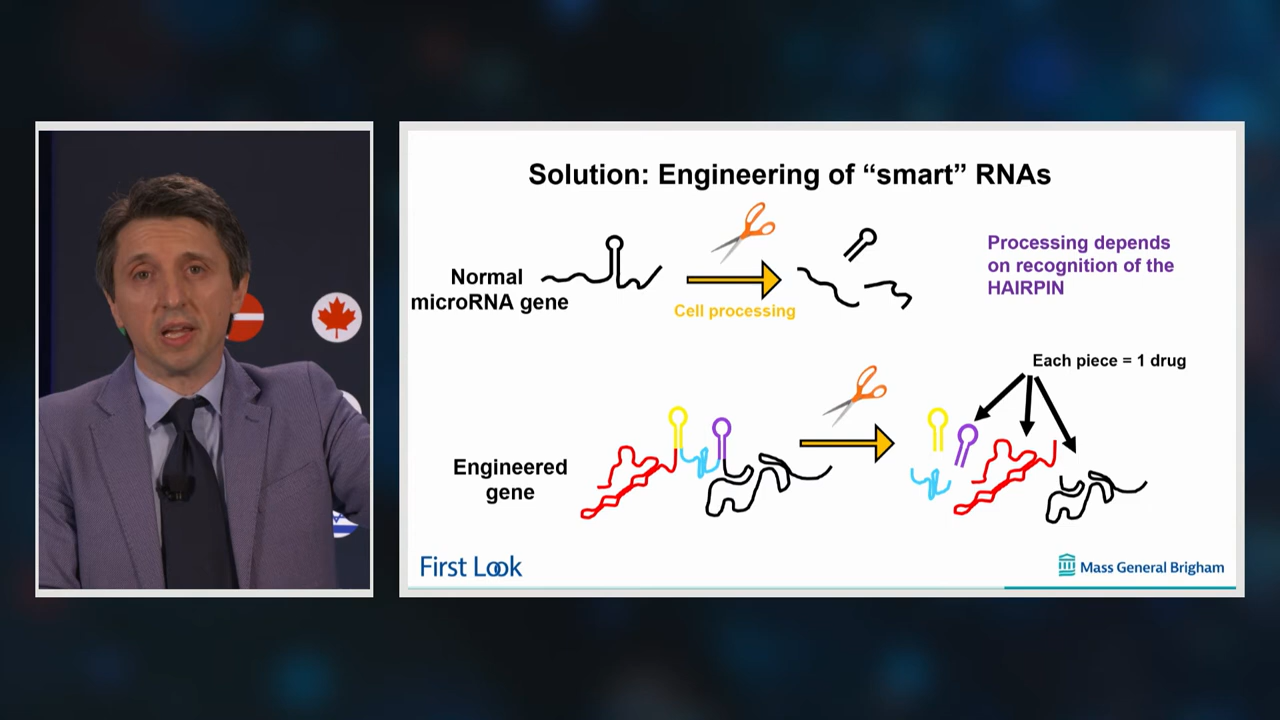 Solution: Engineering of “smart” RNAs
Normal
microRNA gene
Cell processing
Processing depends
on recognition of the
HAIRPIN
Each piece = 1 drug
Engineered
gene
First Look
Mass General Brigham